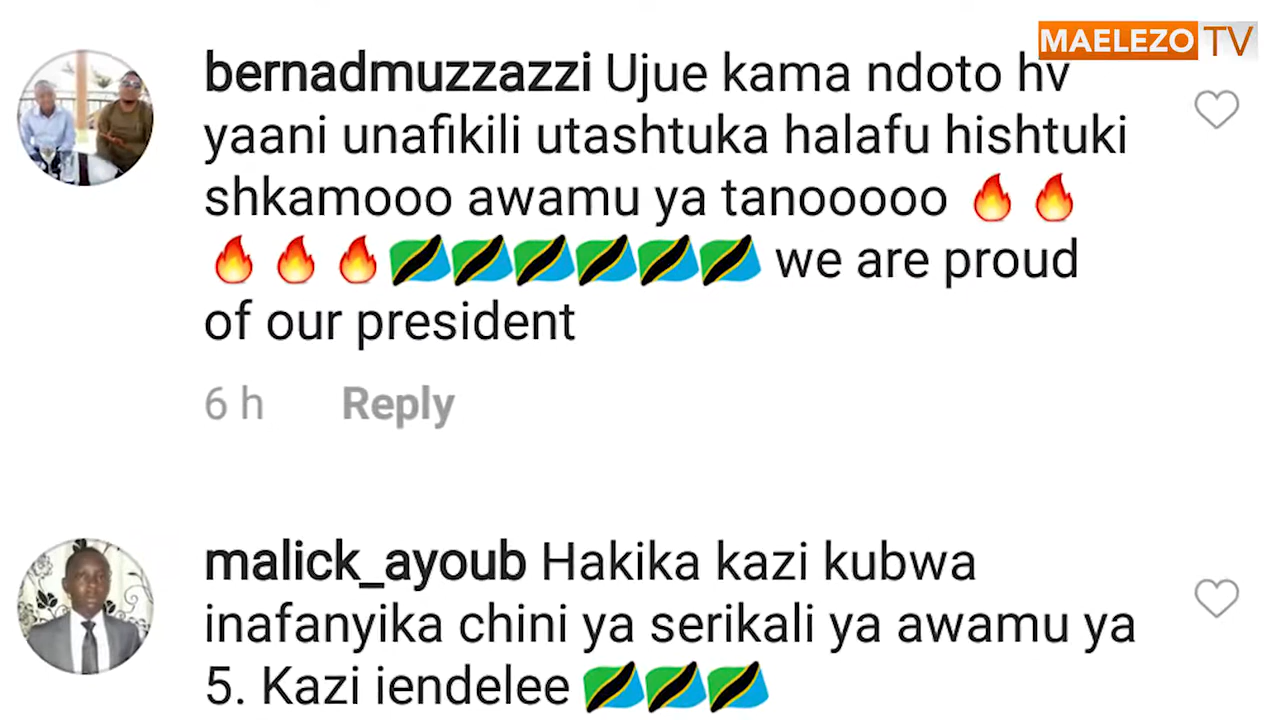 MAELEZO TV
bernadmuzzazzi Ujue kama ndoto hv
yaani unafikili utashtuka halafu hishtuki
shkamooo awamu ya tanooooo 🔥🔥
🔥🔥🔥🇹🇿🇹🇿🇹🇿🇹🇿🇹🇿🇹🇿 we are proud
of our president
6 h Reply
malick_ayoub Hakika kazi kubwa
inafanyika chini ya serikali ya awamu ya
5. Kazi iendelee 🇹🇿🇹🇿🇹🇿